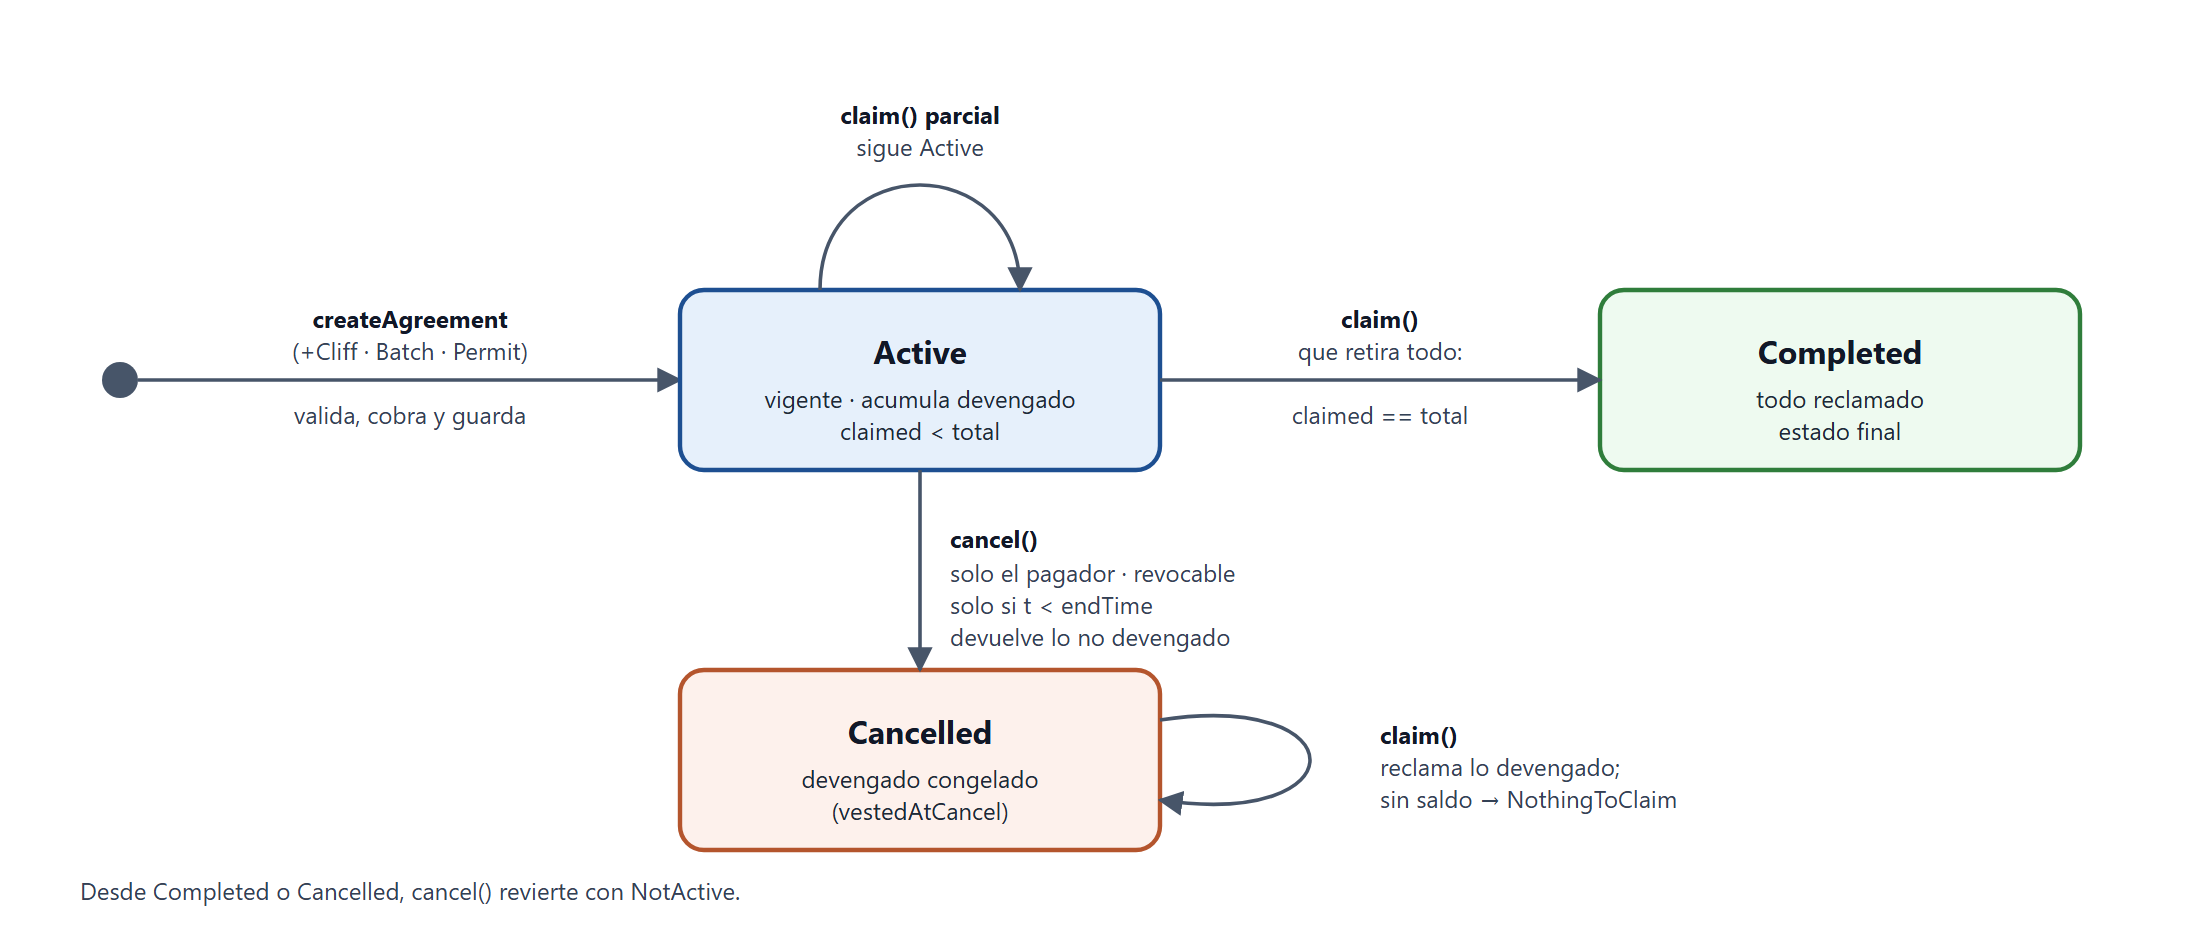 claim() parcial
sigue Active
createAgreement
(+Cliff · Batch · Permit)
valida, cobra y guarda
Active
vigente · acumula devengado
claimed < total
claim()
que retira todo:
claimed == total
Completed
todo reclamado
estado final
cancel()
solo el pagador · revocable
solo si t < endTime
devuelve lo no devengado
Cancelled
devengado congelado
(vestedAtCancel)
claim()
reclama lo devengado;
sin saldo → NothingToClaim
Desde Completed o Cancelled, cancel() revierte con NotActive.